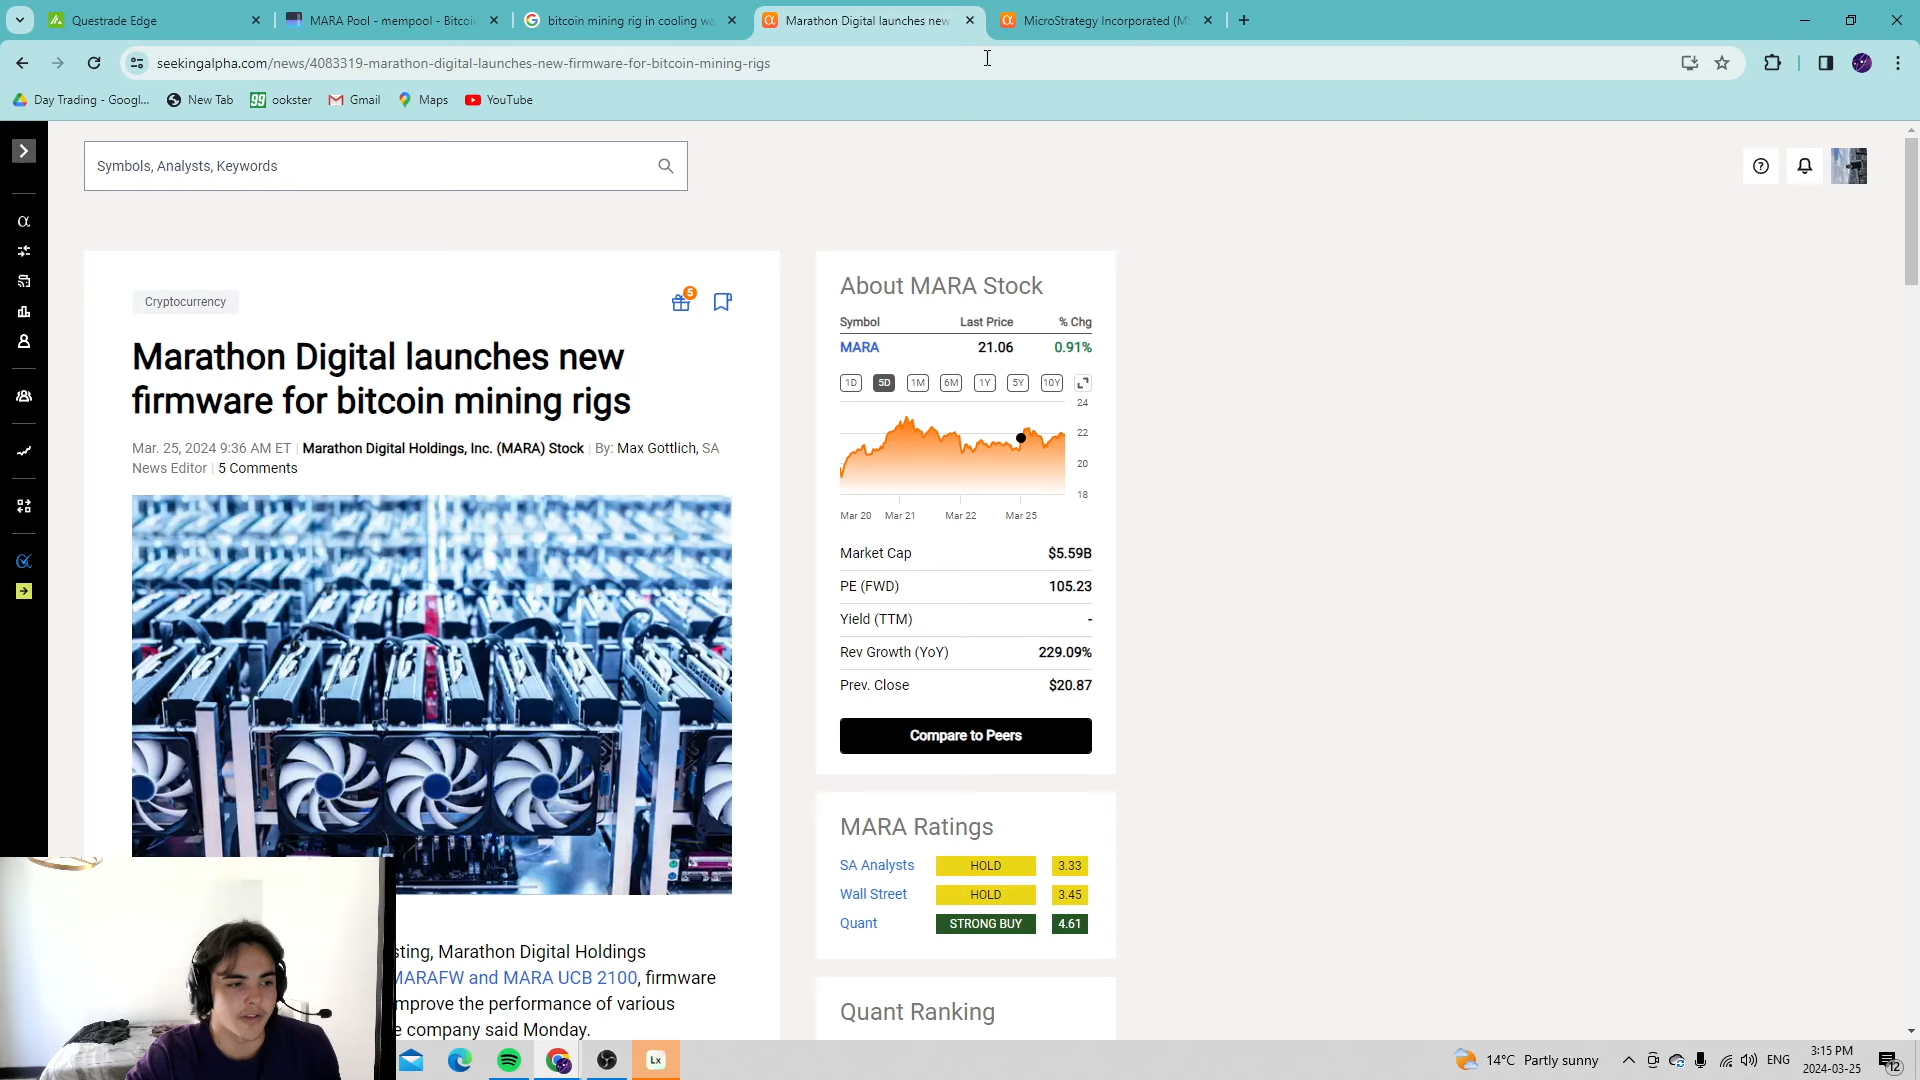 Questrade Edge
MARA Pool - mempool - Bitcoi
bitcoin mining rig in cooling wa
Marathon Digital launches new
MicroStrategy Incorporated (MS
seekingalpha.com/news/4083319-marathon-digital-launches-new-firmware-for-bitcoin-mining-rigs
Day Trading - Googl...
New Tab
ookster
Gmail
Maps
YouTube
Symbols, Analysts, Keywords
Cryptocurrency
5
Marathon Digital launches new
firmware for bitcoin mining rigs
Mar. 25, 2024 9:36 AM ET | Marathon Digital Holdings, Inc. (MARA) Stock | By: Max Gottlich, SA
News Editor | 5 Comments
sting, Marathon Digital Holdings
MARAFW and MARA UCB 2100, firmware
mprove the performance of various
e company said Monday.
About MARA Stock
Symbol Last Price % Chg
MARA 21.06 0.91%
1D 5D 1M 6M 1Y 5Y 10Y
24
22
20
18
Mar 20 Mar 21 Mar 22 Mar 25
Market Cap $5.59B
PE (FWD) 105.23
Yield (TTM) -
Rev Growth (YoY) 229.09%
Prev. Close $20.87
Compare to Peers
MARA Ratings
SA Analysts HOLD 3.33
Wall Street HOLD 3.45
Quant STRONG BUY 4.61
Quant Ranking
Lx
14°C Partly sunny
ENG
3:15 PM
2024-03-25
12